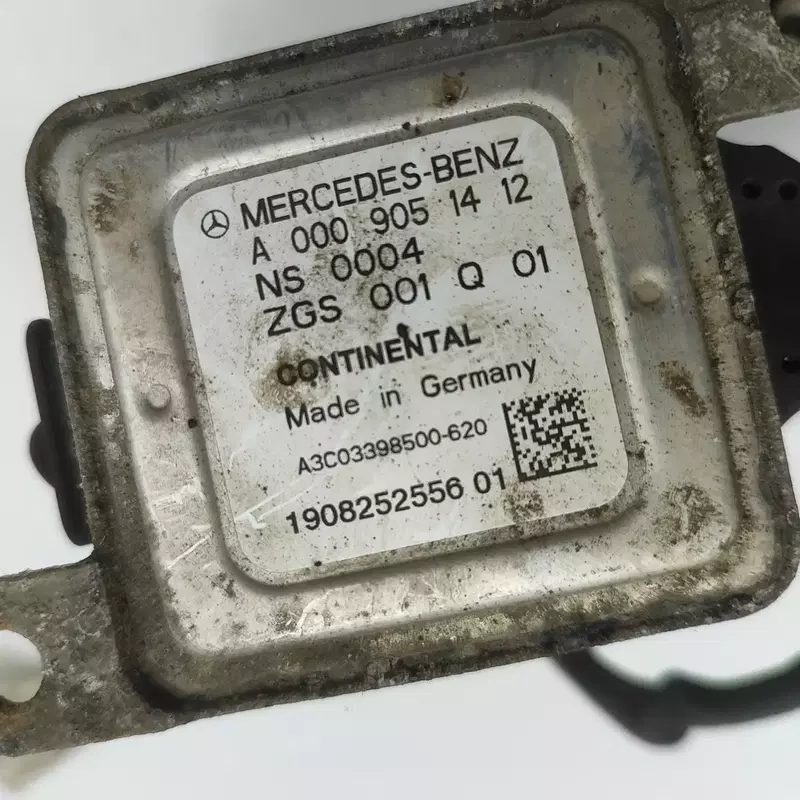 MERCEDES-BENZ
A 000 905 14 12
NS 0004
ZGS 001 Q 01
CONTINENTAL
Made in Germany
A3C03398500-620
1908252556 01